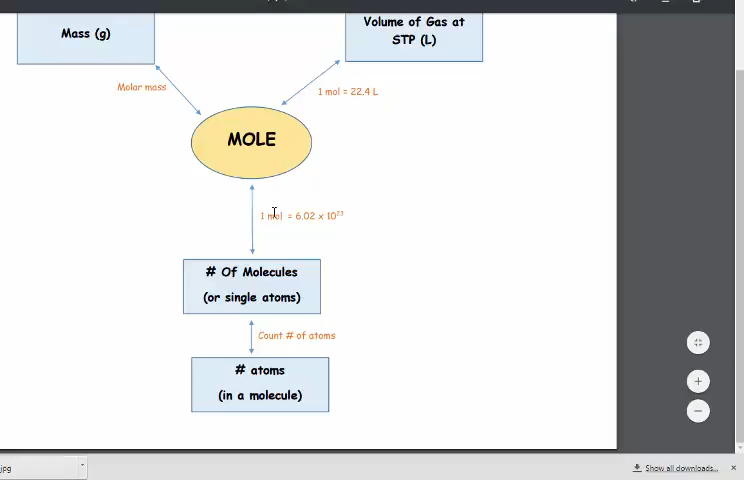 Mass (g)
Volume of Gas at
STP (L)
Molar mass
1 mol = 22.4 L
MOLE
1 mol = 6.02 x 10²³
# Of Molecules
(or single atoms)
Count # of atoms
# atoms
(in a molecule)
jpg
Show all downloads...